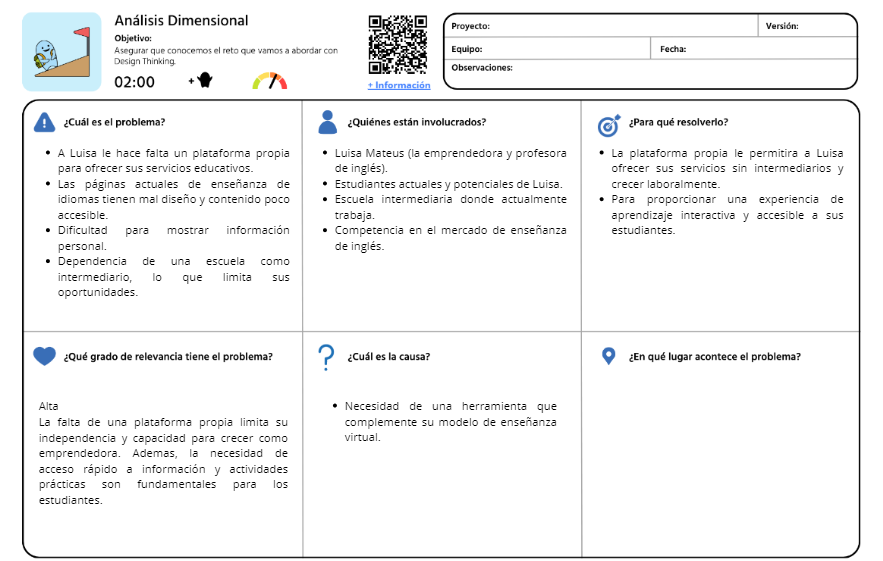 Análisis Dimensional
Objetivo:
Asegurar que conocemos el reto que vamos a abordar con
Design Thinking.
02:00
+
+ Información
Proyecto:
Versión:
Equipo:
Fecha:
Observaciones:
¿Cuál es el problema?
• A Luisa le hace falta un plataforma propia
para ofrecer sus servicios educativos.
• Las páginas actuales de enseñanza de
idiomas tienen mal diseño y contenido poco
accesible.
• Dificultad para mostrar información
personal.
• Dependencia de una escuela como
intermediario, lo que limita sus
oportunidades.
¿Quiénes están involucrados?
• Luisa Mateus (la emprendedora y profesora
de inglés).
• Estudiantes actuales y potenciales de Luisa.
• Escuela intermediaria donde actualmente
trabaja.
• Competencia en el mercado de enseñanza
de inglés.
¿Para qué resolverlo?
• La plataforma propia le permitira a Luisa
ofrecer sus servicios sin intermediarios y
crecer laboralmente.
• Para proporcionar una experiencia de
aprendizaje interactiva y accesible a sus
estudiantes.
¿Qué grado de relevancia tiene el problema?
Alta
La falta de una plataforma propia limita su
independencia y capacidad para crecer como
emprendedora. Ademas, la necesidad de
acceso rápido a información y actividades
prácticas son fundamentales para los
estudiantes.
¿Cuál es la causa?
• Necesidad de una herramienta que
complemente su modelo de enseñanza
virtual.
¿En qué lugar acontece el problema?